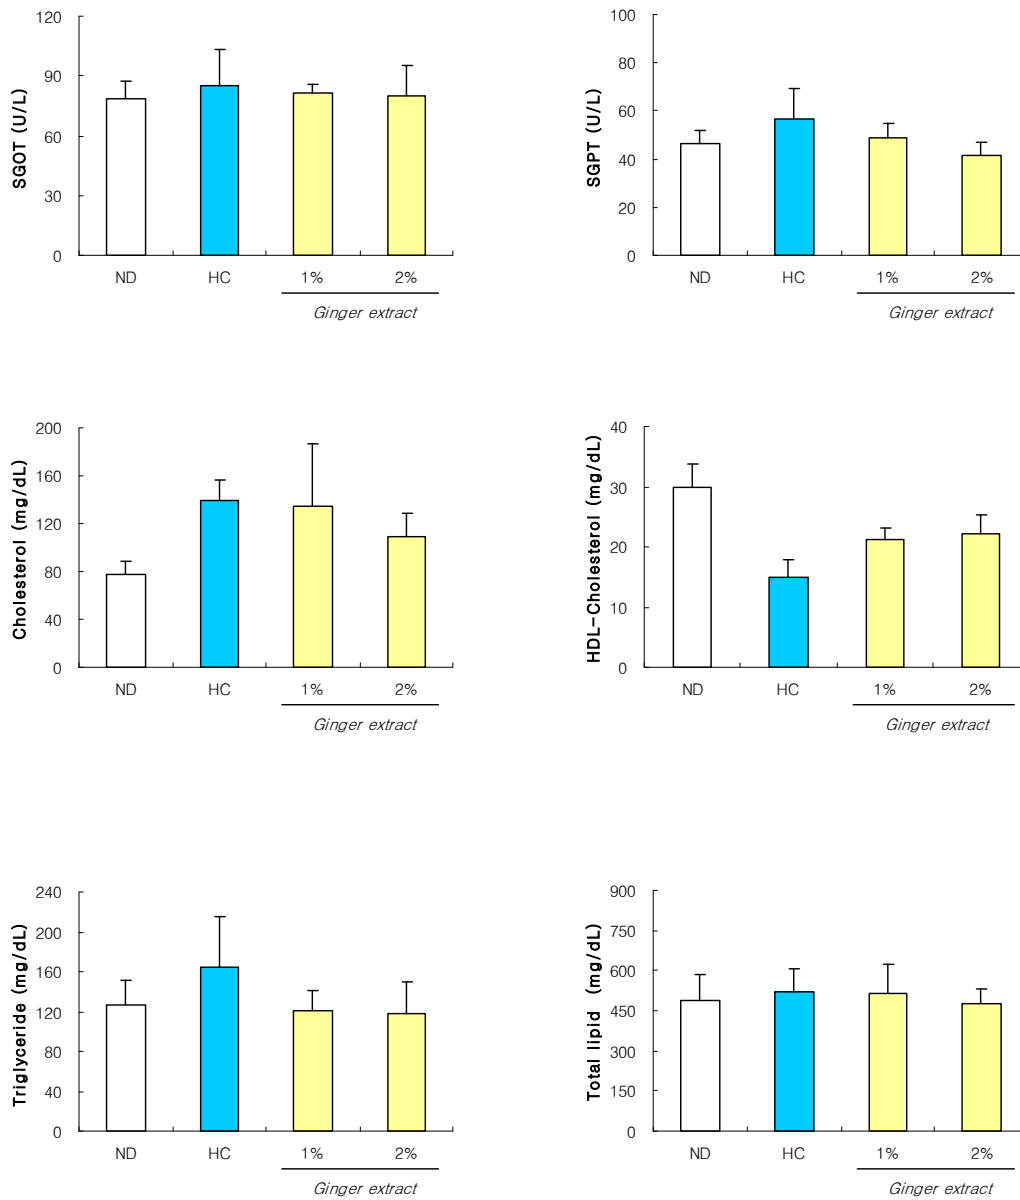 SGOT (U/L)
120
90
60
30
0
ND HC 1% 2%
Ginger extract
SGPT (U/L)
100
80
60
40
20
0
ND HC 1% 2%
Ginger extract
Cholesterol (mg/dL)
200
160
120
80
40
0
ND HC 1% 2%
Ginger extract
HDL-Cholesterol (mg/dL)
40
30
20
10
0
ND HC 1% 2%
Ginger extract
Triglyceride (mg/dL)
240
200
160
120
80
40
0
ND HC 1% 2%
Ginger extract
Total lipid (mg/dL)
900
750
600
450
300
150
0
ND HC 1% 2%
Ginger extract